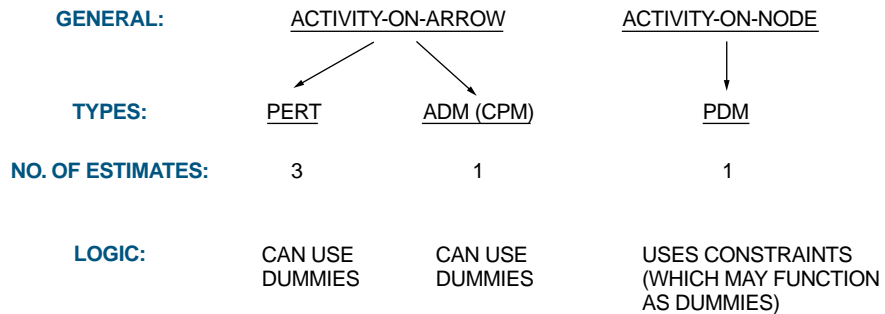 GENERAL: ACTIVITY-ON-ARROW ACTIVITY-ON-NODE
TYPES: PERT ADM (CPM) PDM
NO. OF ESTIMATES: 3 1 1
LOGIC: CAN USE CAN USE USES CONSTRAINTS
DUMMIES DUMMIES (WHICH MAY FUNCTION
AS DUMMIES)